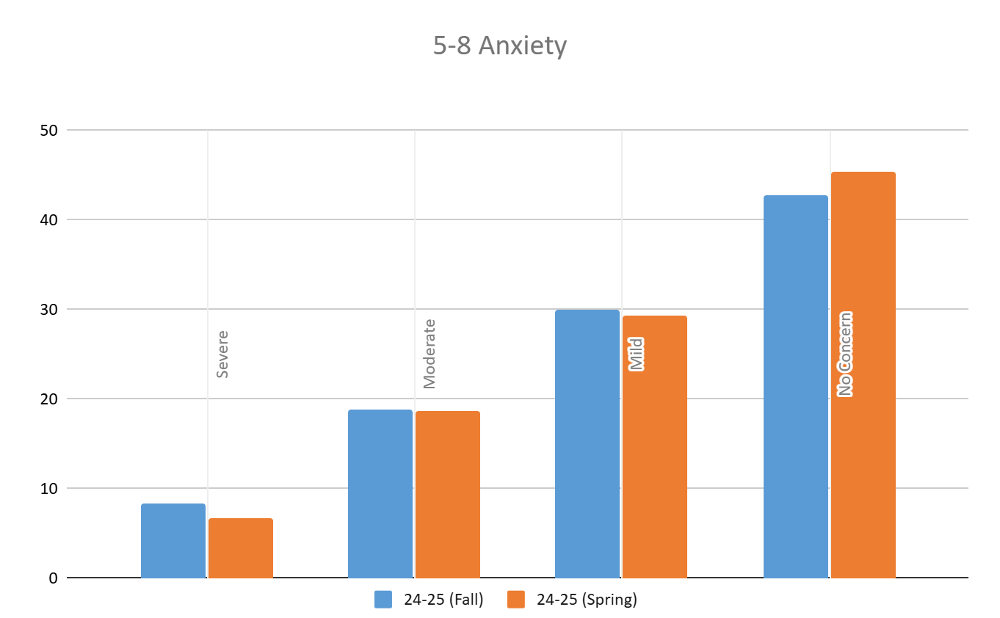 5-8 Anxiety
50
40
30
20
10
0
Severe
Moderate
Mild
No Concern
24-25 (Fall)
24-25 (Spring)